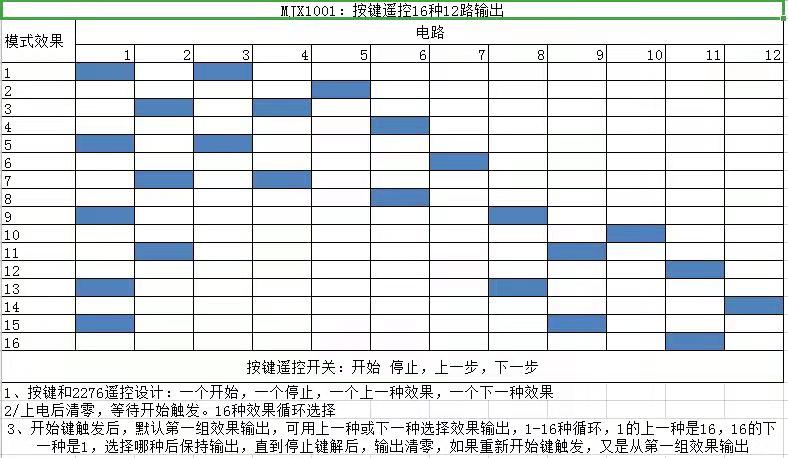 MJX1001：按键遥控16种12路输出
模式效果
电路
1 2 3 4 5 6 7 8 9 10 11 12
1
2
3
4
5
6
7
8
9
10
11
12
13
14
15
16
按键遥控开关：开始 停止，上一步，下一步
1、按键和2276遥控设计：一个开始，一个停止，一个上一种效果，一个下一种效果
2/上电后清零，等待开始触发。16种效果循环选择
3、开始键触发后，默认第一组效果输出，可用上一种或下一种选择效果输出，1-16种循环，1的上一种是16，16的下
一种是1，选择哪种后保持输出，直到停止键解后，输出清零，如果重新开始键触发，又是从第一组效果输出